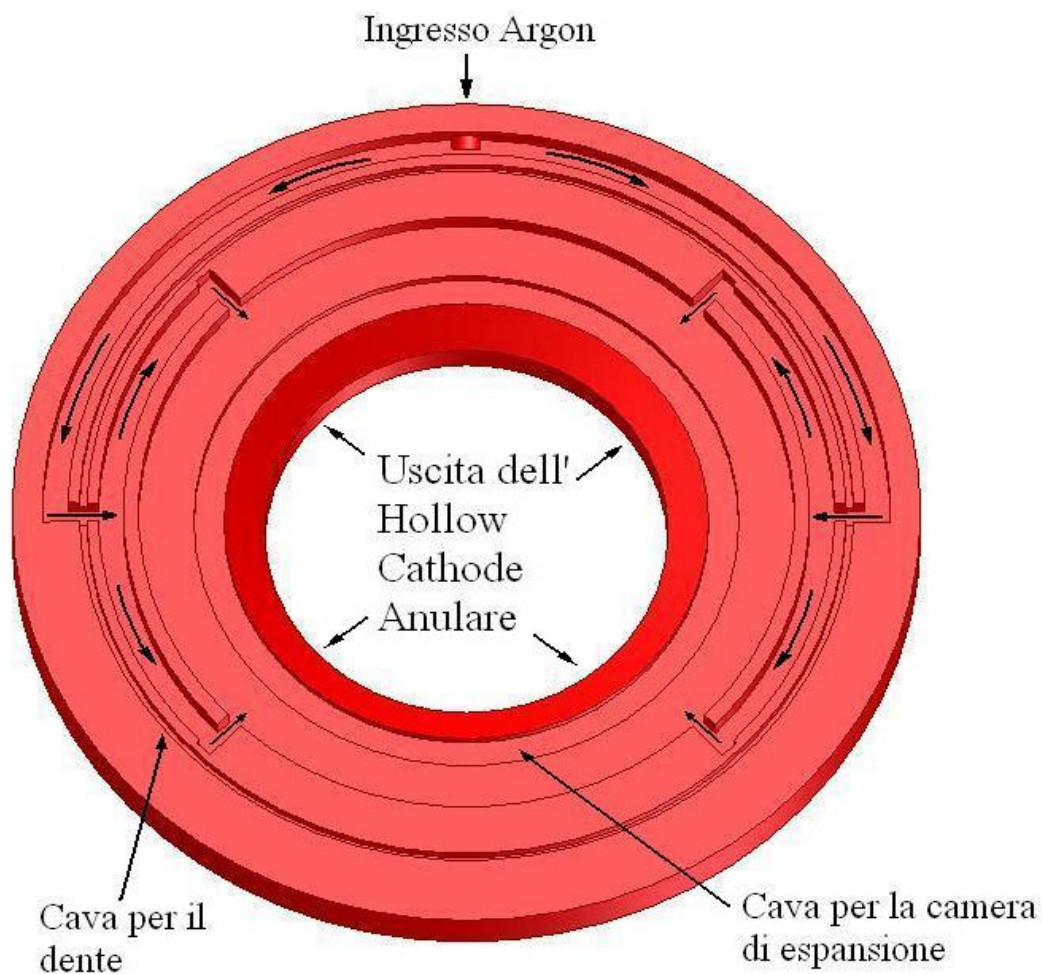 Ingresso Argon
Uscita dell'
Hollow
Cathode
Anulare
Cava per il
dente
Cava per la camera
di espansione